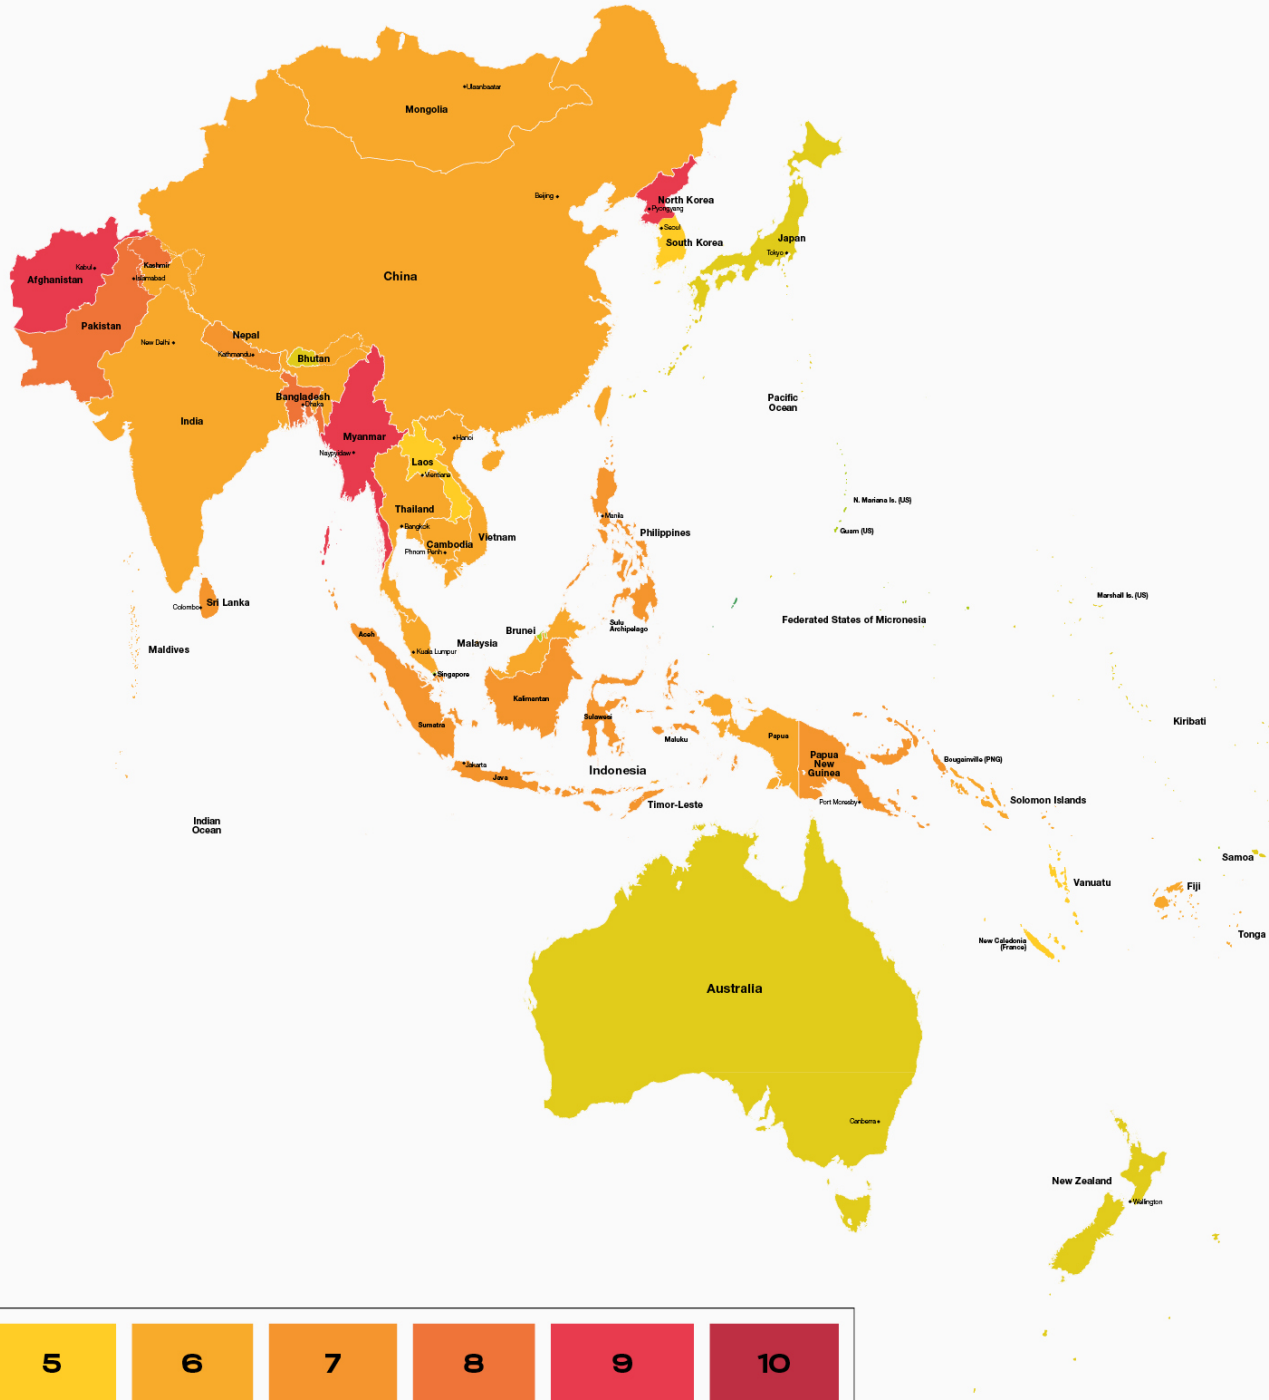 Ulaanbaatar
Mongolia
Beijing
North Korea
Pyongyang
Seoul
South Korea
Japan
Tokyo
Kabul
Afghanistan
Kashmir
Islamabad
China
Pakistan
New Delhi
Nepal
Kathmandu
Bhutan
Bangladesh
Dhaka
India
Pacific
Ocean
Myanmar
Naypyidaw
Hanoi
Laos
Vientiane
Thailand
Bangkok
Cambodia
Phnom Penh
Vietnam
Manila
Philippines
N. Mariana Is. (US)
Guam (US)
Marshall Is. (US)
Colombo
Sri Lanka
Maldives
Aceh
Malaysia
Kuala Lumpur
Singapore
Brunei
Sulu
Archipelago
Federated States of Micronesia
Kalimantan
Sumatra
Sulawesi
Maluku
Papua
Papua
New
Guinea
Kiribati
Bougainville (PNG)
Jakarta
Java
Indonesia
Timor-Leste
Port Moresby
Solomon Islands
Indian
Ocean
Samoa
Vanuatu
Fiji
Tonga
New Caledonia
(France)
Australia
Canberra
New Zealand
Wellington
5 6 7 8 9 10